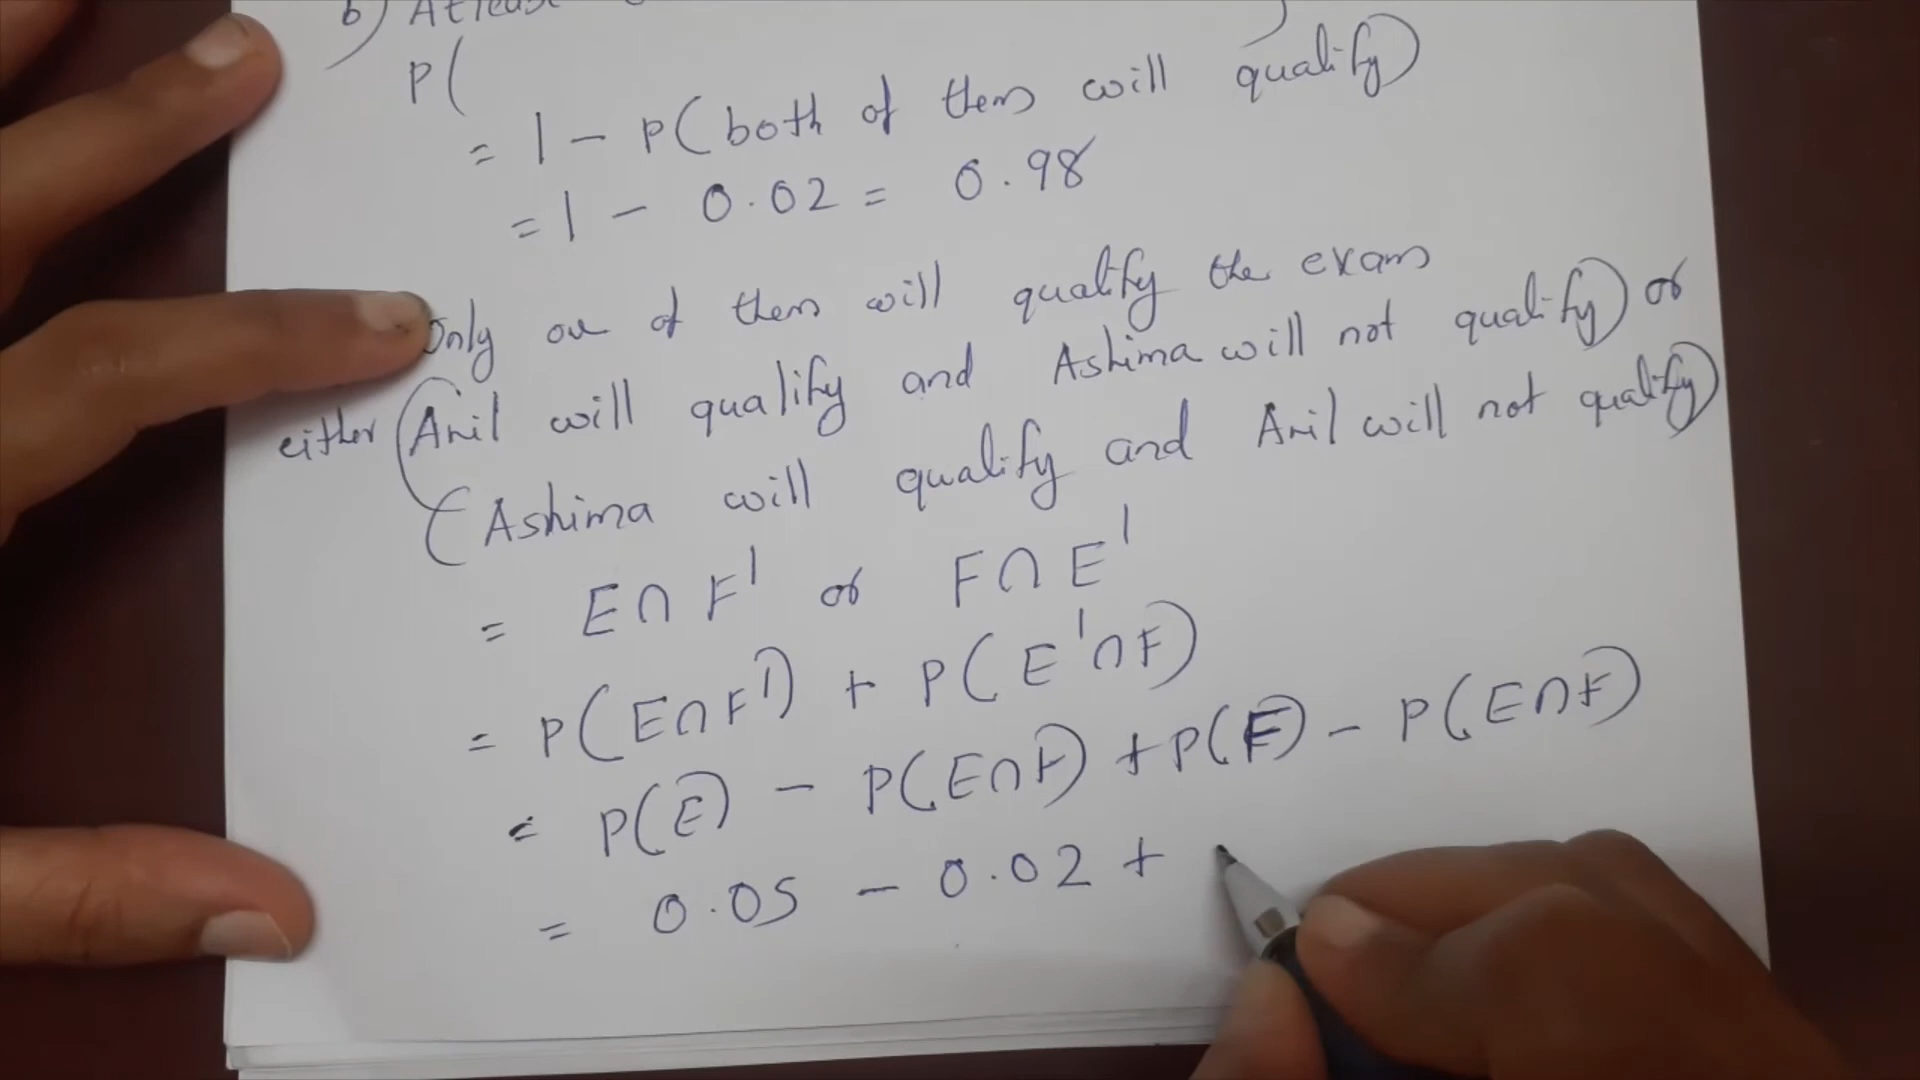 b) Atleast
P(
= 1 - P(both of them will qualify)
= 1 - 0.02 = 0.98
Only one of them will qualify the exam
either (Anil will qualify and Ashima will not qualify) or
(Ashima will qualify and Anil will not qualify)
= E∩F' or F∩E'
= P(E∩F') + P(E'∩F)
= P(E) - P(E∩F) + P(F) - P(E∩F)
= 0.05 - 0.02 +